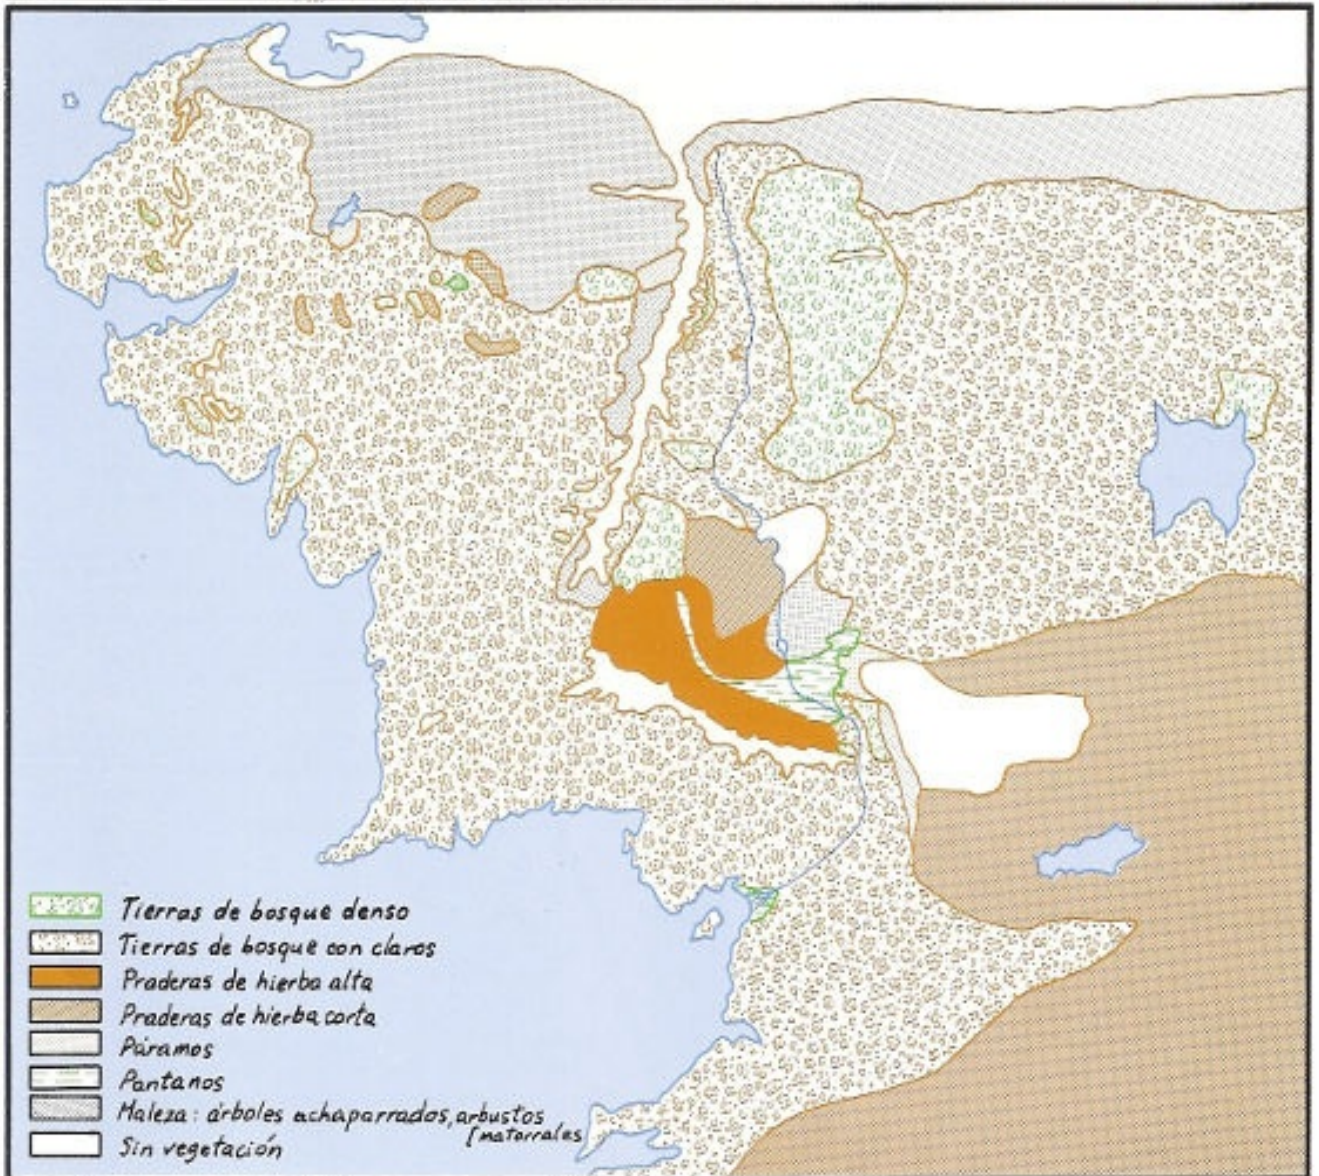 Tierras de bosque denso
Tierras de bosque con claros
Praderas de hierba alta
Praderas de hierba corta
Páramos
Pantanos
Maleza: árboles achaparrados, arbustos
[matorrales
Sin vegetación